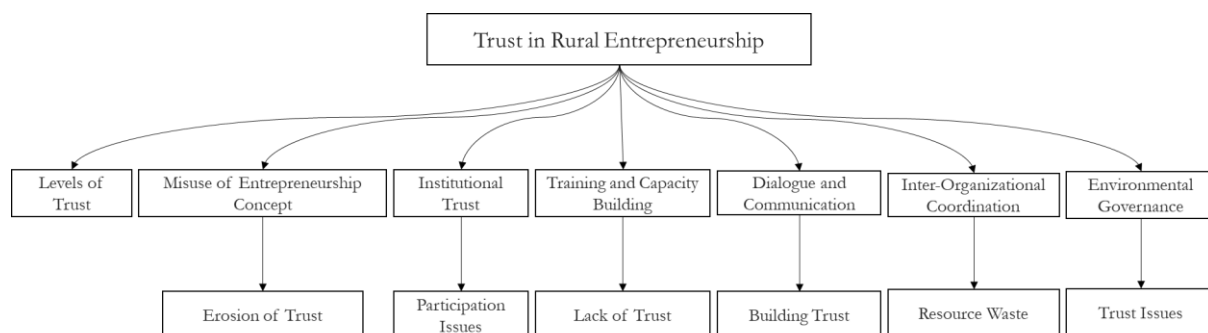 Trust in Rural Entrepreneurship
Levels of
Trust
Misuse of Entrepreneurship
Concept
Institutional
Trust
Training and Capacity
Building
Dialogue and
Communication
Inter-Organizational
Coordination
Environmental
Governance
Erosion of Trust
Participation
Issues
Lack of Trust
Building Trust
Resource Waste
Trust Issues